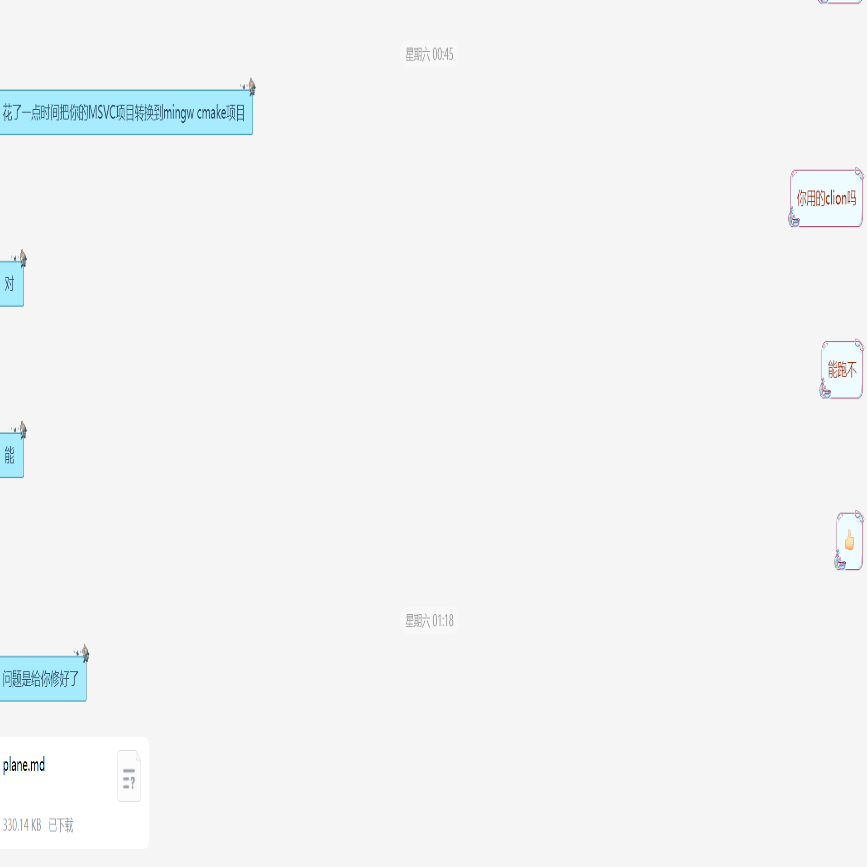 星期六 00:45
花了一点时间把你的MSVC项目转换到mingw cmake项目
你用的clion吗
对
能跑不
能
星期六 01:18
问题是给你修好了
plane.md
330.14 KB 已下载